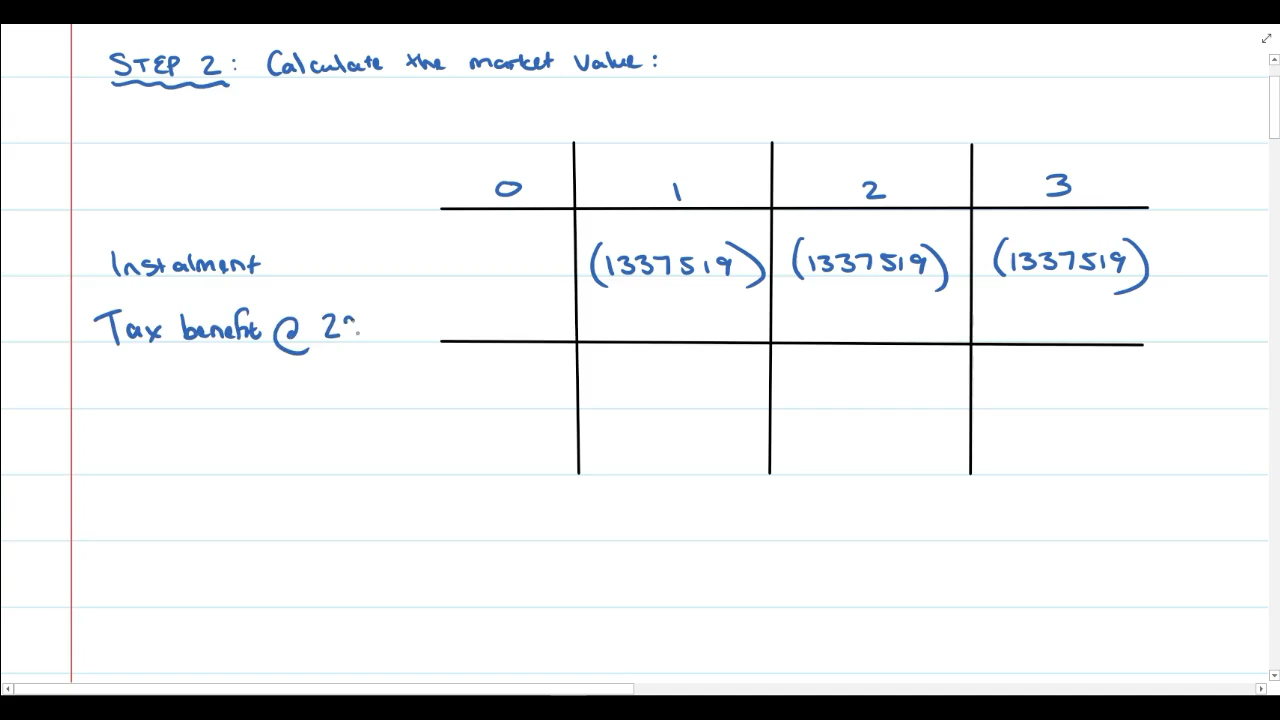 STEP 2: Calculate the market value:
0 1 2 3
Instalment (1337519) (1337519) (1337519)
Tax benefit @ 2